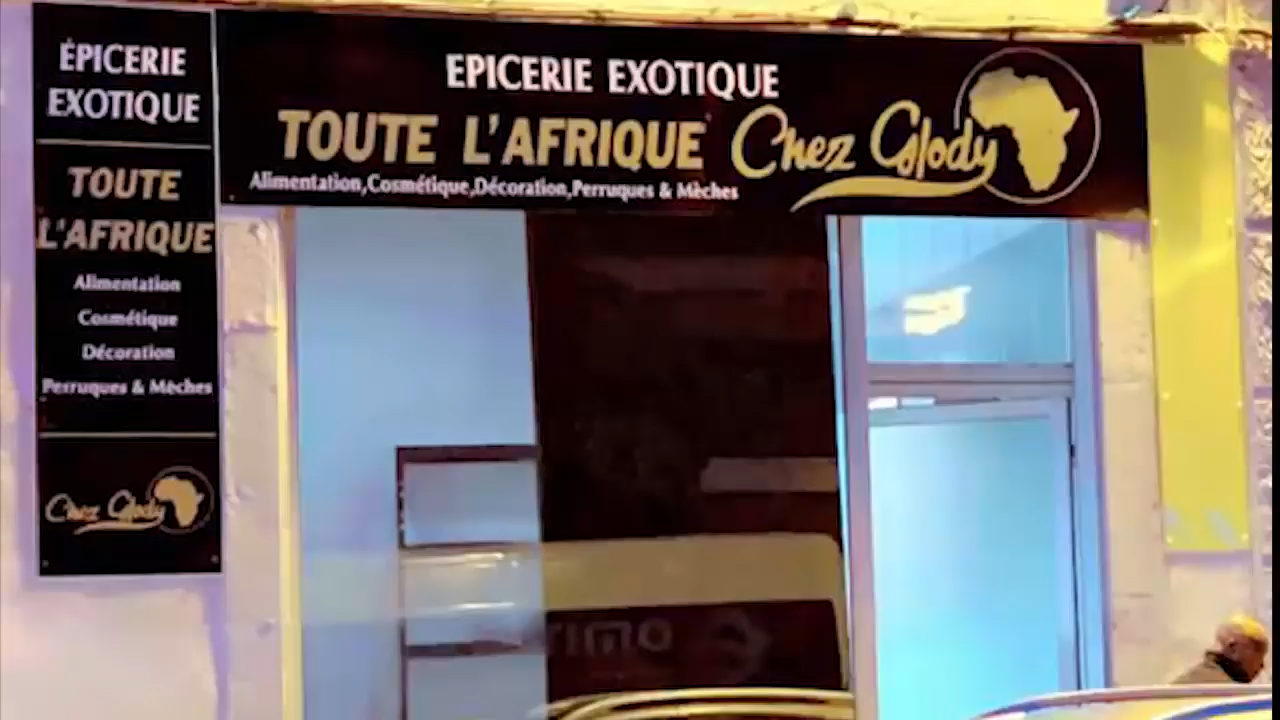 ÉPICERIE
EXOTIQUE
TOUTE
L'AFRIQUE
Alimentation
Cosmétique
Décoration
Perruques & Mèches
Chez Glody
EPICERIE EXOTIQUE
TOUTE L'AFRIQUE Chez Glody
Alimentation,Cosmétique,Décoration,Perruques & Mèches